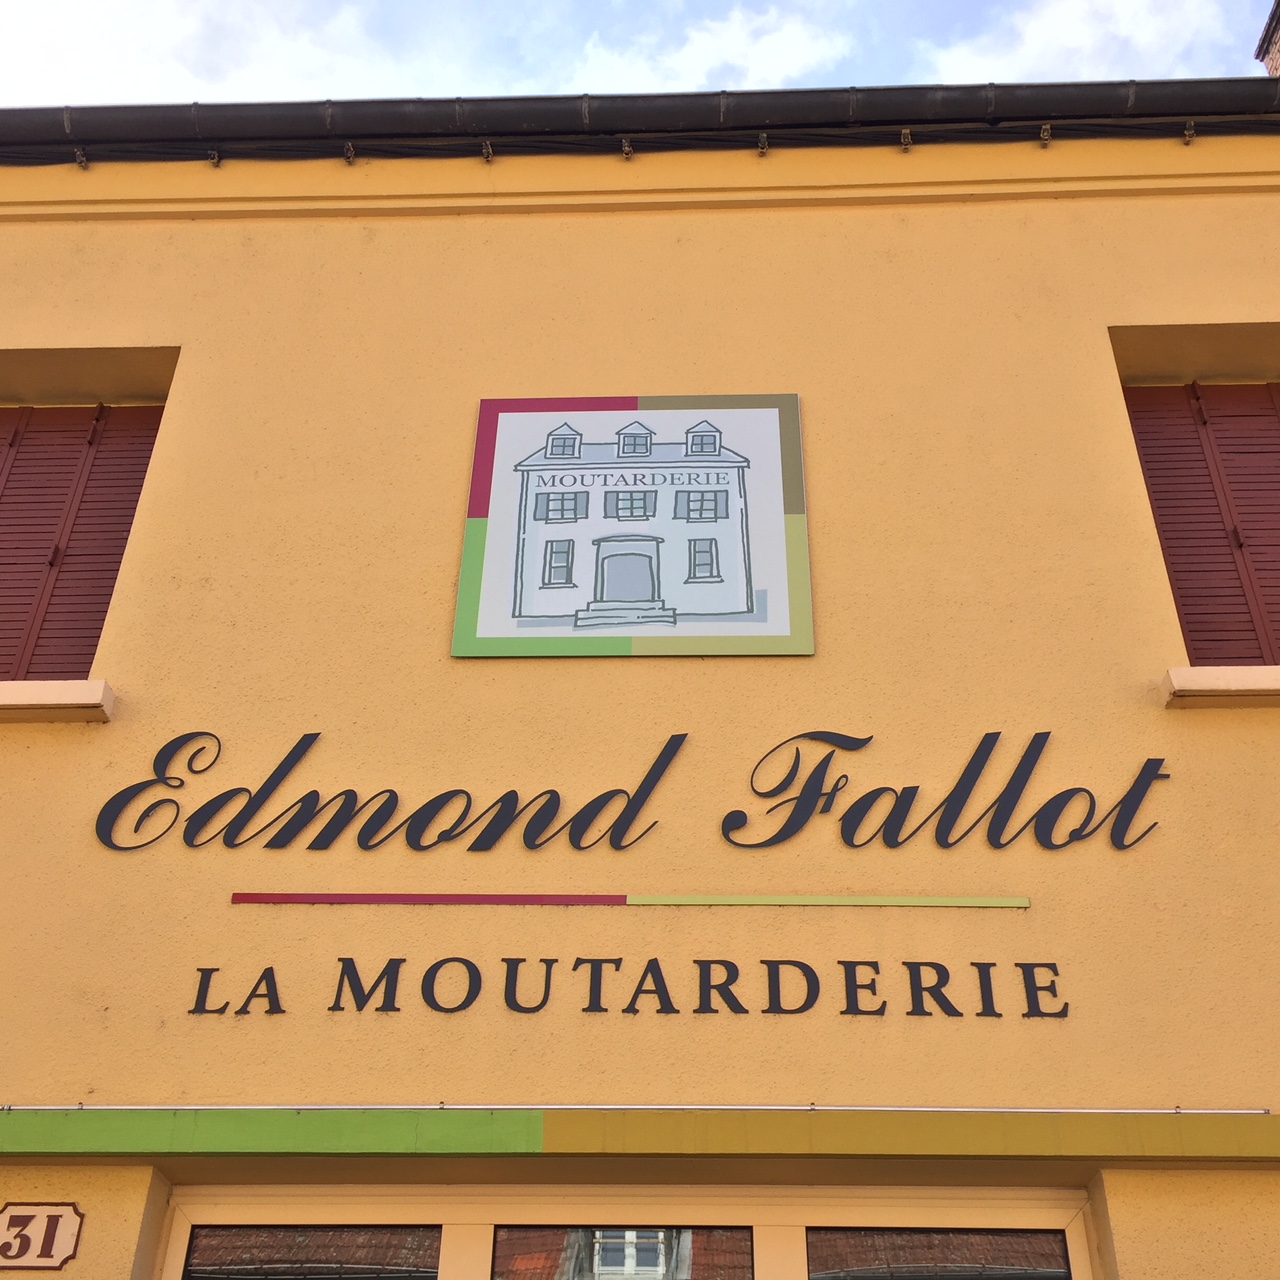 MOUTARDERIE
Edmond Fallot
LA MOUTARDERIE
31